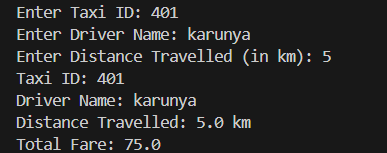 Enter Taxi ID: 401
Enter Driver Name: karunya
Enter Distance Travelled (in km): 5
Taxi ID: 401
Driver Name: karunya
Distance Travelled: 5.0 km
Total Fare: 75.0